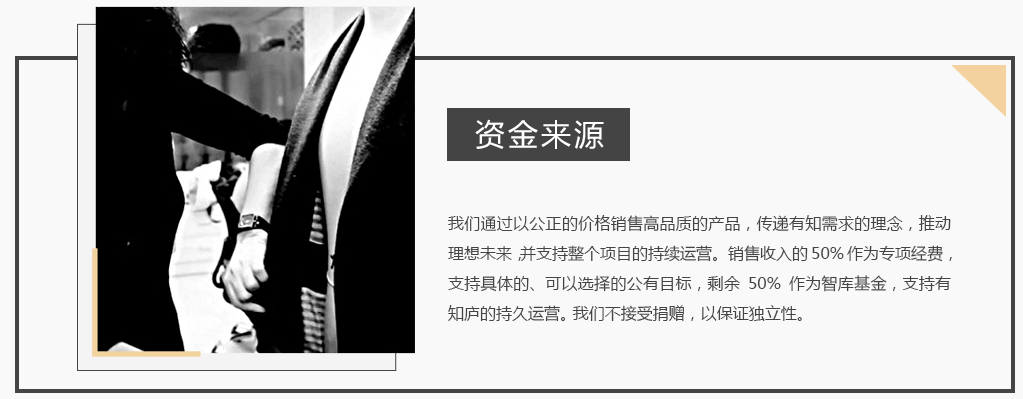 资金来源
我们通过以公正的价格销售高品质的产品，传递有知需求的理念，推动
理想未来 ,并支持整个项目的持续运营。销售收入的 50% 作为专项经费，
支持具体的、可以选择的公有目标，剩余 50% 作为智库基金，支持有
知庐的持久运营。我们不接受捐赠，以保证独立性。